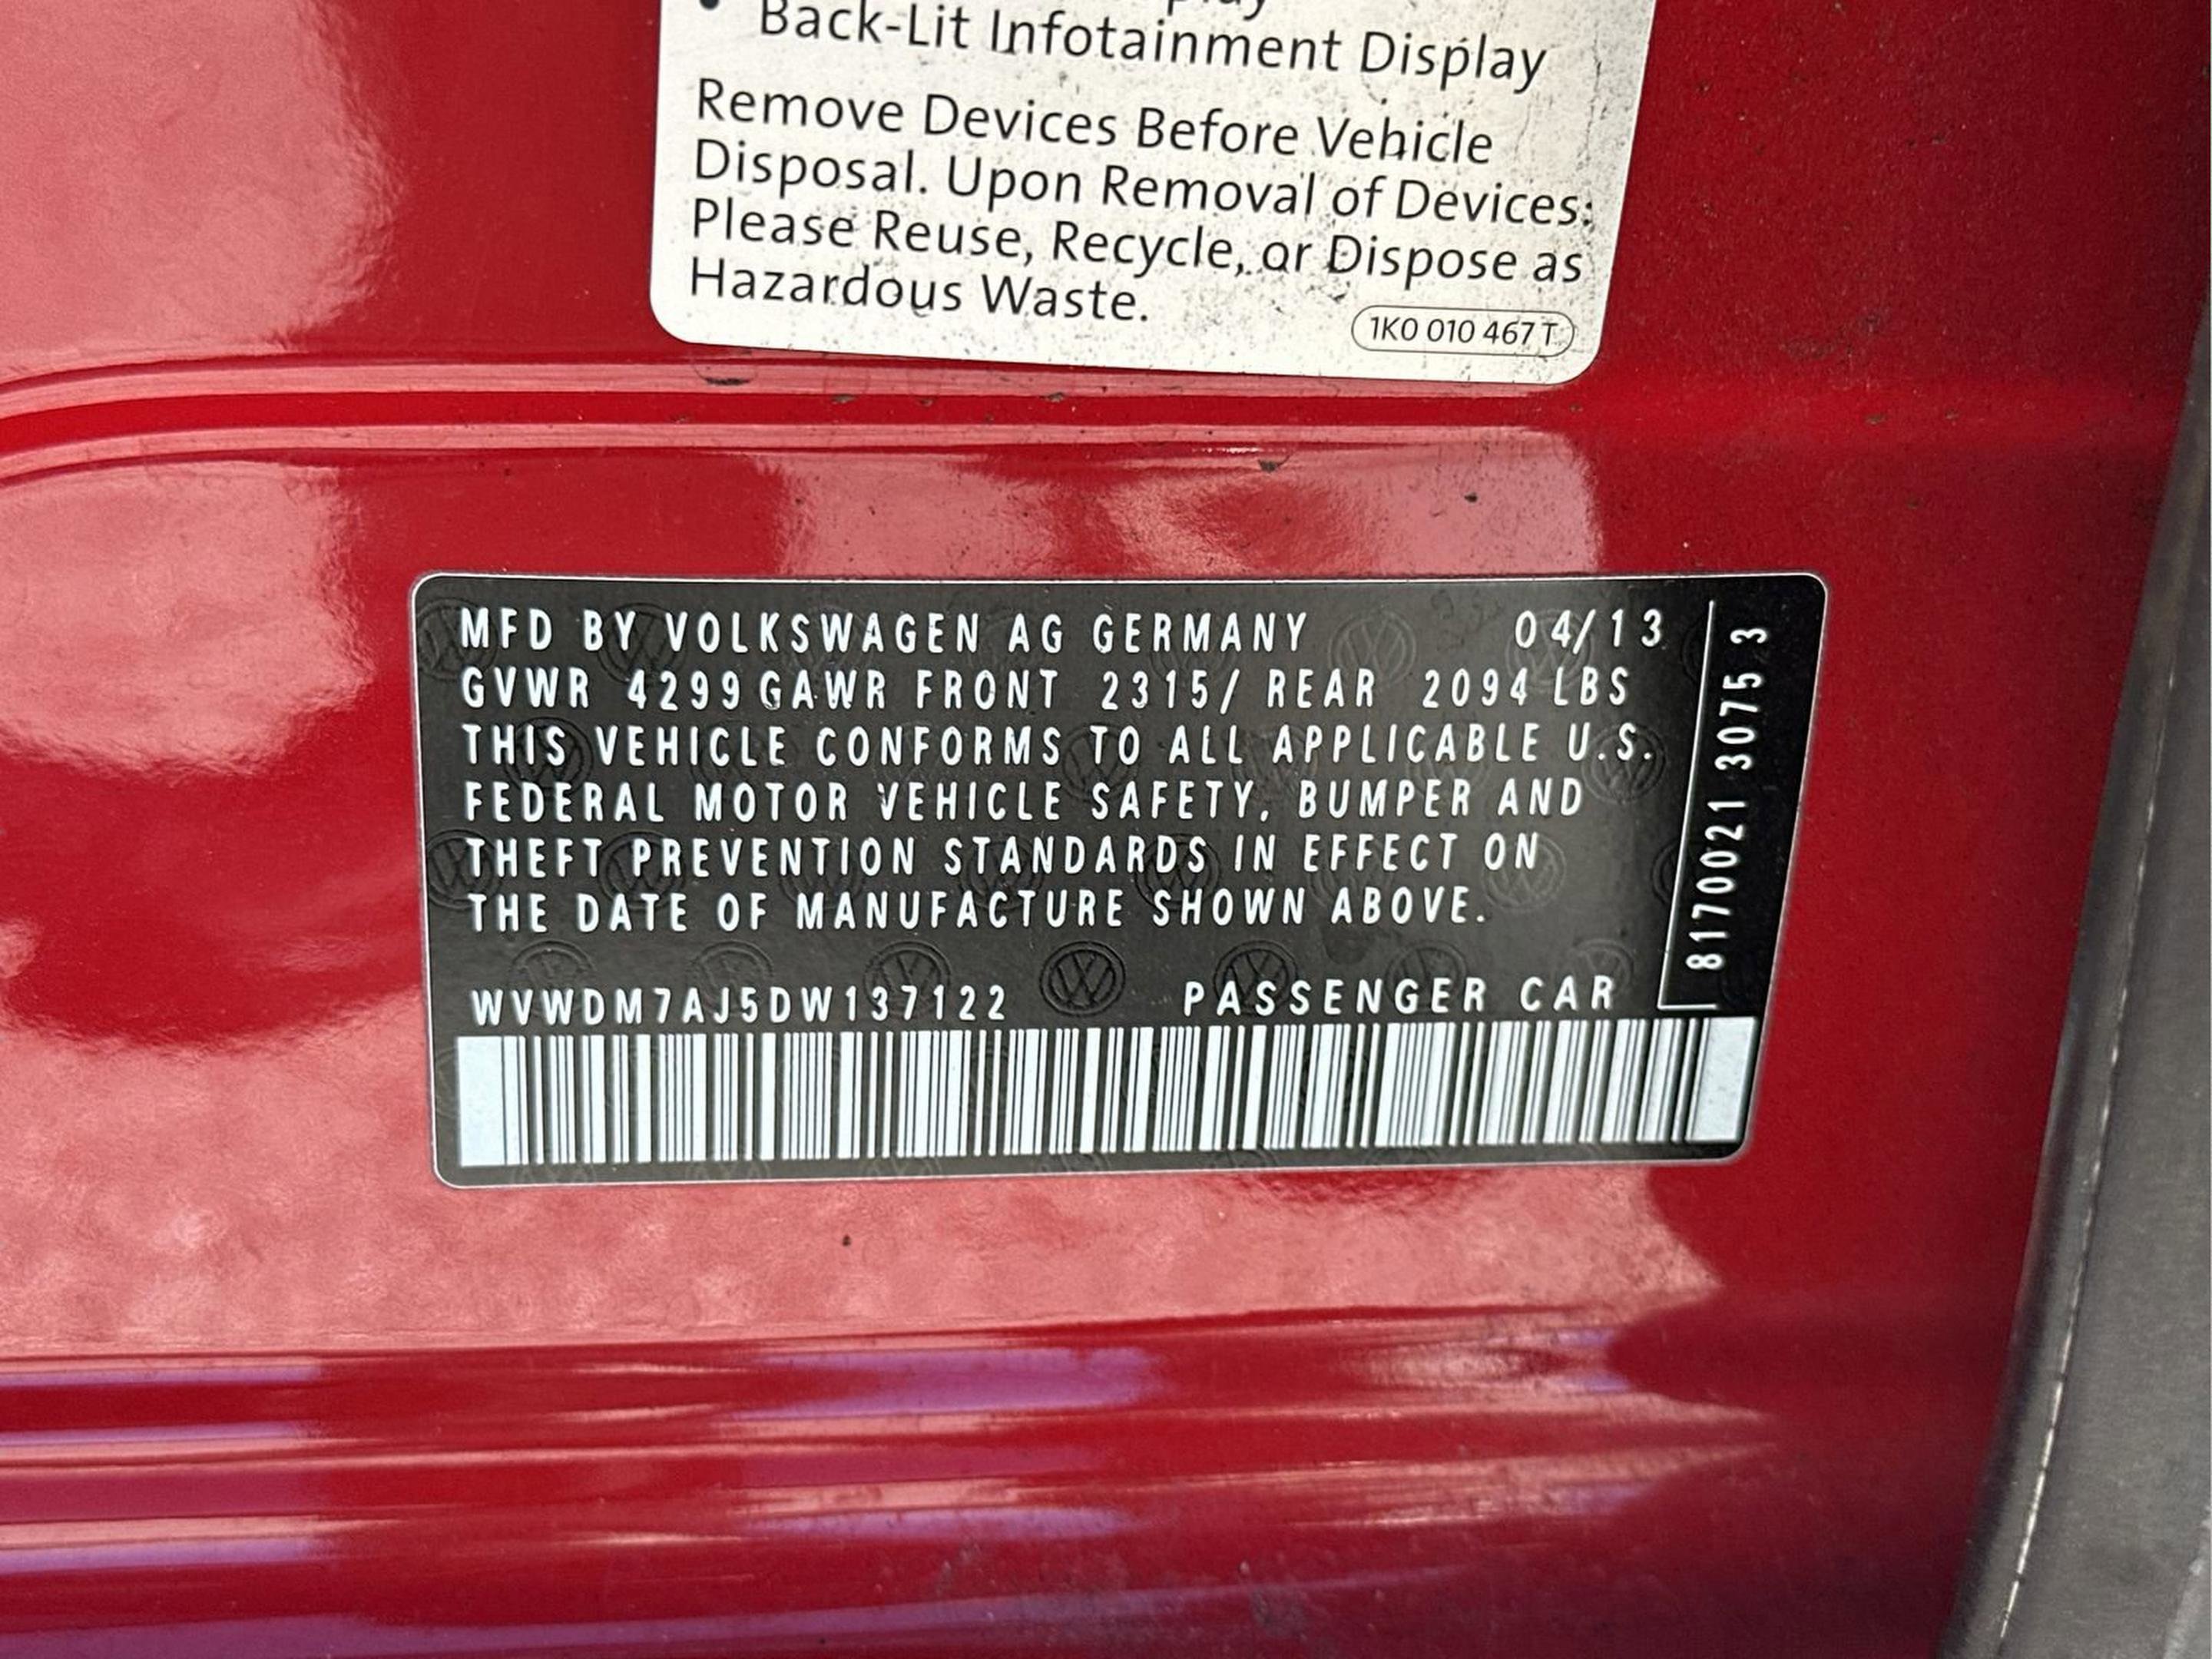 • Back-Lit Infotainment Display
Remove Devices Before Vehicle
Disposal. Upon Removal of Devices:
Please Reuse, Recycle, or Dispose as
Hazardous Waste.
1K0 010 467 T
MFD BY VOLKSWAGEN AG GERMANY 04/13
GVWR 4299 GAWR FRONT 2315/ REAR 2094 LBS
THIS VEHICLE CONFORMS TO ALL APPLICABLE U.S.
FEDERAL MOTOR VEHICLE SAFETY, BUMPER AND
THEFT PREVENTION STANDARDS IN EFFECT ON
THE DATE OF MANUFACTURE SHOWN ABOVE.
WVWDM7AJ5DW137122 PASSENGER CAR
8170021 3075 3